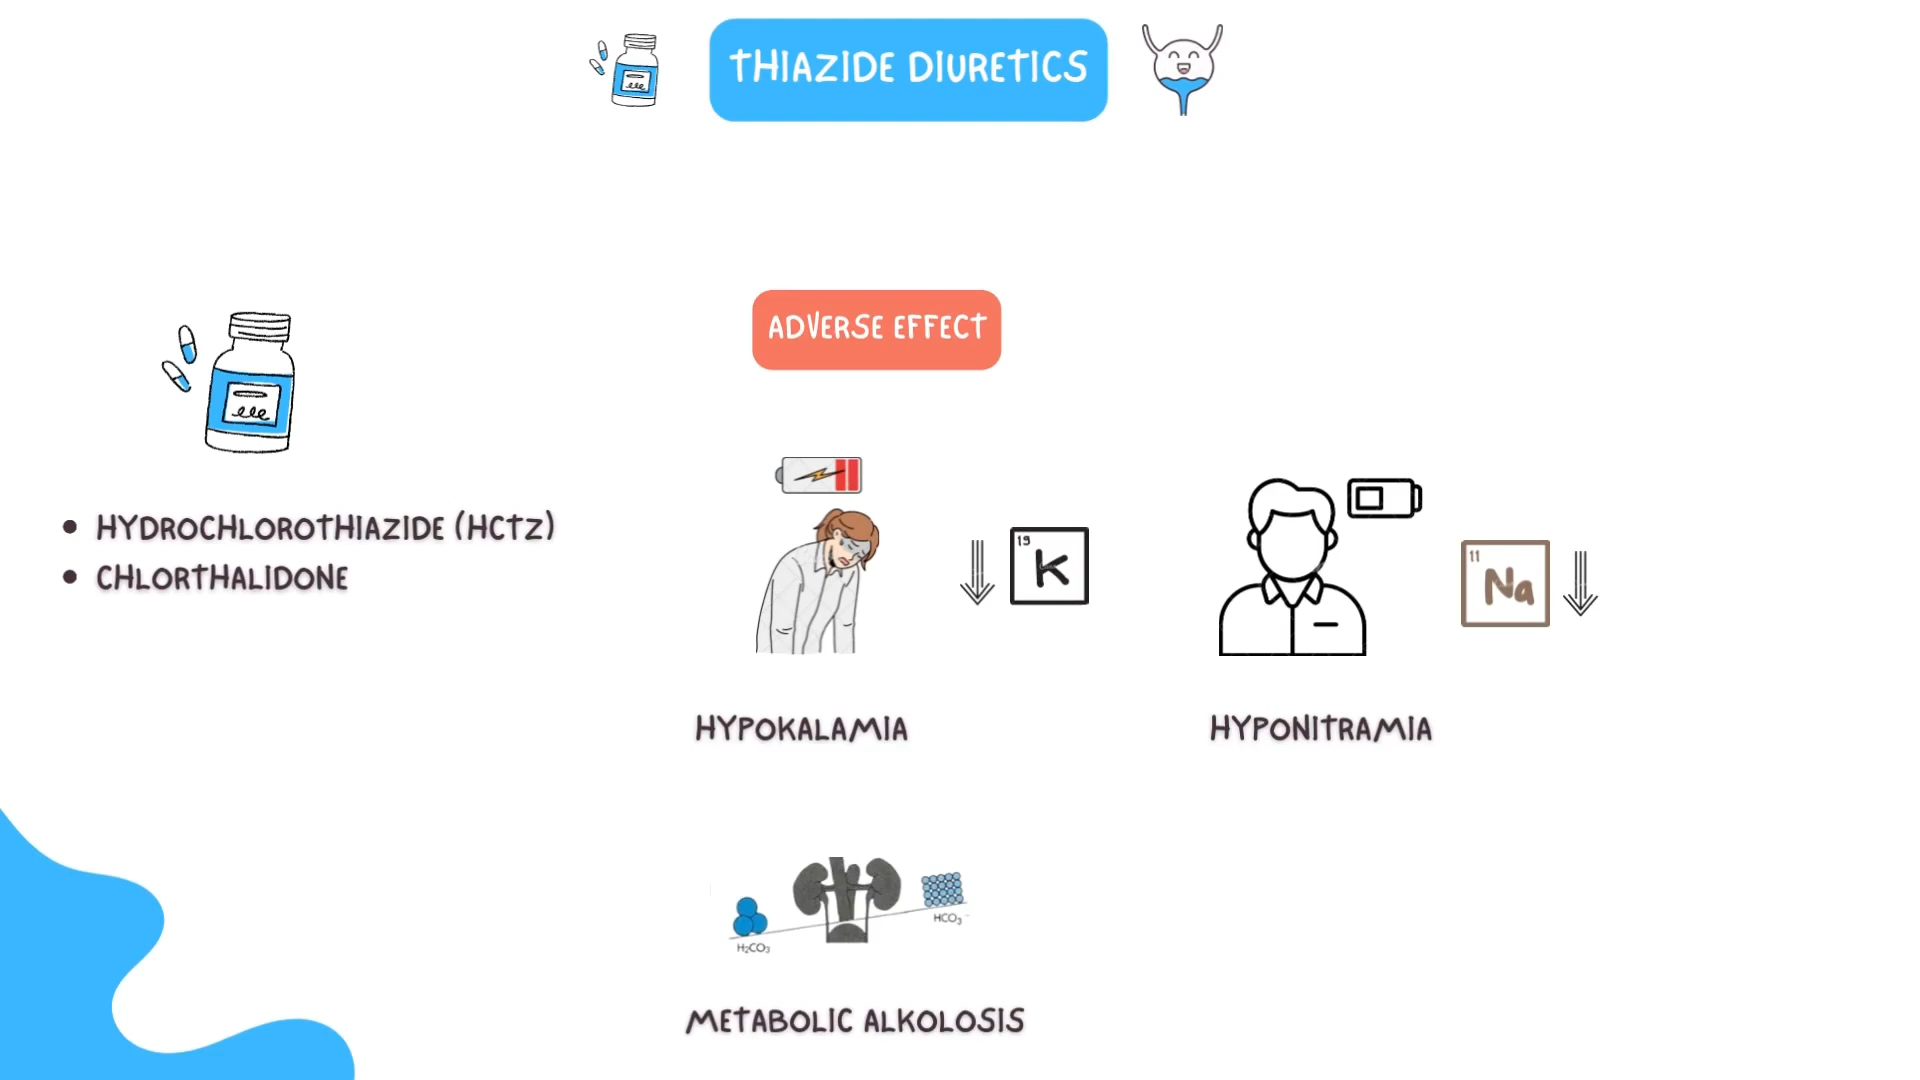 THIAZIDE DIURETICS
ADVERSE EFFECT
• HYDROCHLOROTHIAZIDE (HCTZ)
• CHLORTHALIDONE
19
K
11
Na
HYPOKALAMIA
HYPONITRAMIA
H₂CO₃
HCO₃⁻
METABOLIC ALKOLOSIS